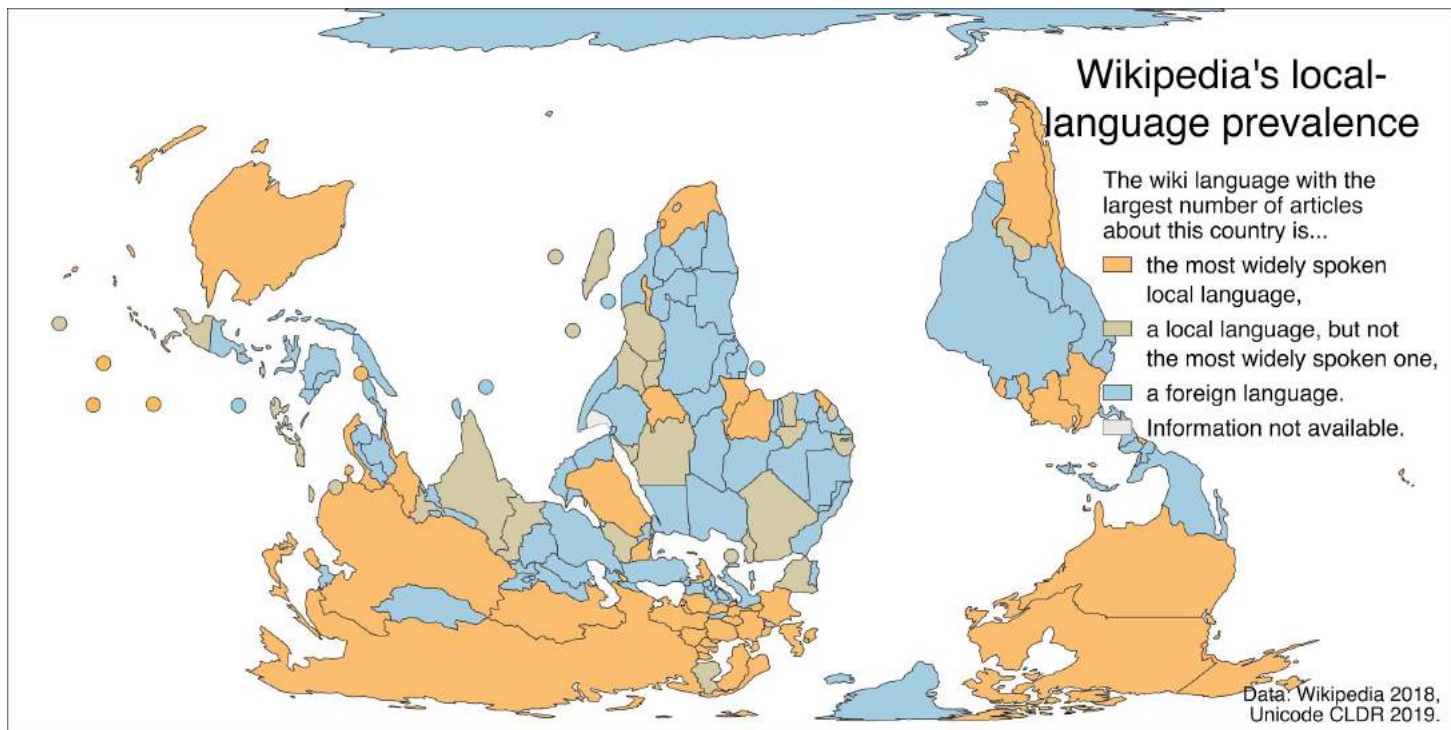 Wikipedia's local-
language prevalence
The wiki language with the
largest number of articles
about this country is...
the most widely spoken
local language,
a local language, but not
the most widely spoken one,
a foreign language.
Information not available.
Data: Wikipedia 2018,
Unicode CLDR 2019.